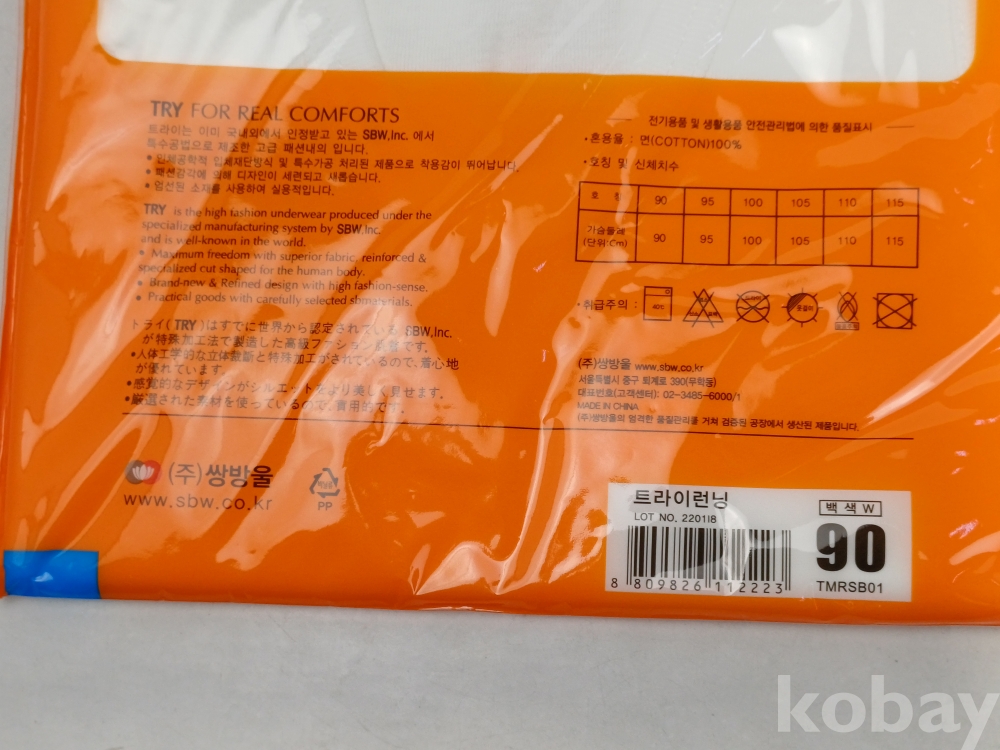 TRY FOR REAL COMFORTS
트라이는 이미 국내외에서 인정받고 있는 SBW,Inc. 에서
특수공법으로 제조한 고급 패션내의 입니다.
• 입체공학적 입체재단방식 및 특수가공 처리된 제품으로 착용감이 뛰어납니다.
• 패션감각에 의해 디자인이 세련되고 새롭습니다.
• 엄선된 소재를 사용하여 실용적입니다.
TRY is the high fashion underwear produced under the
specialized manufacturing system by SBW,Inc.
and is well-known in the world.
• Maximum freedom with superior fabric, reinforced &
specialized cut shaped for the human body.
• Brand-new & Refined design with high fashion-sense.
• Practical goods with carefully selected sbmaterials.
トライ(TRY)はすでに世界から認定されている SBW,Inc.
が特殊加工法で製造した高級ファション製品です。
•人体工学的な立体裁断と特殊加工がされているので、着心地
が優れています。
•感覚的なデザインがシルエットをより美しく見せます。
•厳選された素材を使っているので、実用的です。
(주)쌍방울
www.sbw.co.kr
PP
전기용품 및 생활용품 안전관리법에 의한 품질표시
• 혼용율 : 면(COTTON)100%
• 호칭 및 신체치수
호 칭 90 95 100 105 110 115
가슴둘레
(단위:Cm) 90 95 100 105 110 115
• 취급주의 :
40℃
(주)쌍방울 www.sbw.co.kr
서울특별시 중구 퇴계로 390(무학동)
대표번호(고객센터): 02-3485-6000/1
MADE IN CHINA
(주)쌍방울의 엄격한 품질관리를 거쳐 검증된 공장에서 생산된 제품입니다.
트라이런닝
LOT NO. 220118
백 색 W
90
8 809826 112223
TMRSB01
kobay